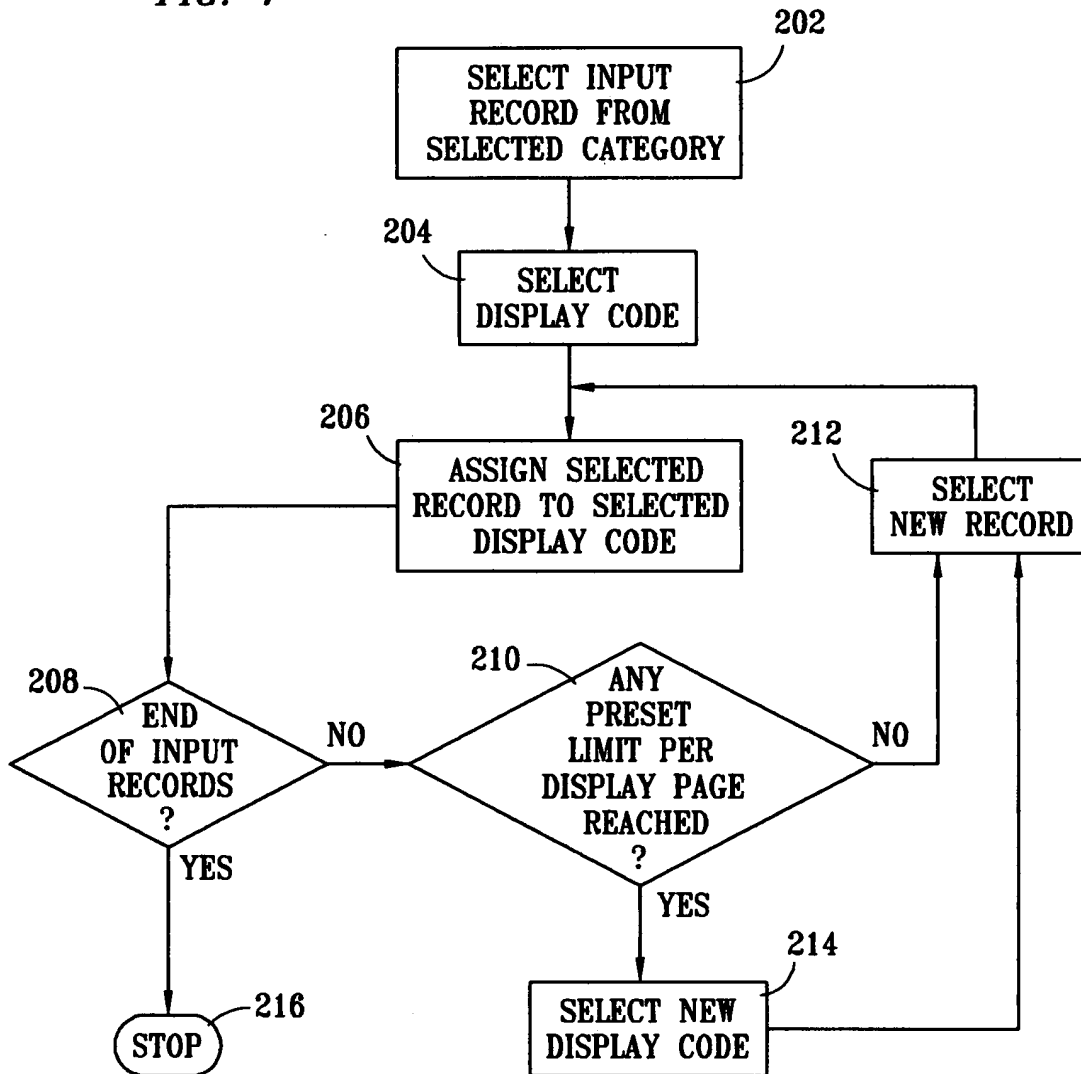 FIG. 7
202
SELECT INPUT
RECORD FROM
SELECTED CATEGORY
204
SELECT
DISPLAY CODE
206
ASSIGN SELECTED
RECORD TO SELECTED
DISPLAY CODE
212
SELECT
NEW RECORD
208
END
OF INPUT
RECORDS
?
NO
YES
210
ANY
PRESET
LIMIT PER
DISPLAY PAGE
REACHED
?
NO
YES
214
SELECT NEW
DISPLAY CODE
216
STOP